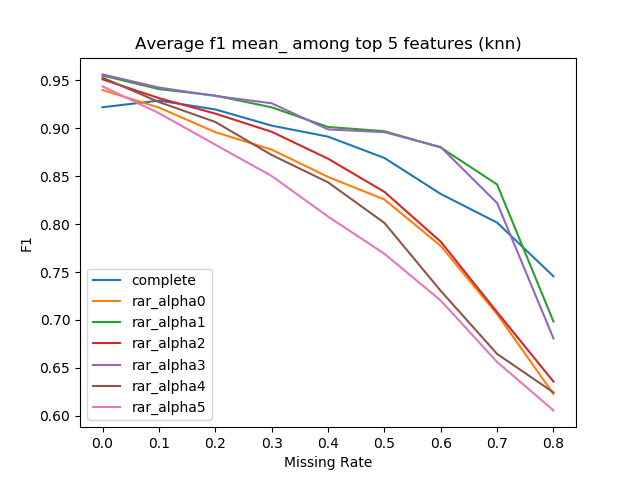 Average f1 mean_ among top 5 features (knn)
F1
0.95
0.90
0.85
0.80
0.75
0.70
0.65
0.60
complete
rar_alpha0
rar_alpha1
rar_alpha2
rar_alpha3
rar_alpha4
rar_alpha5
0.0 0.1 0.2 0.3 0.4 0.5 0.6 0.7 0.8
Missing Rate